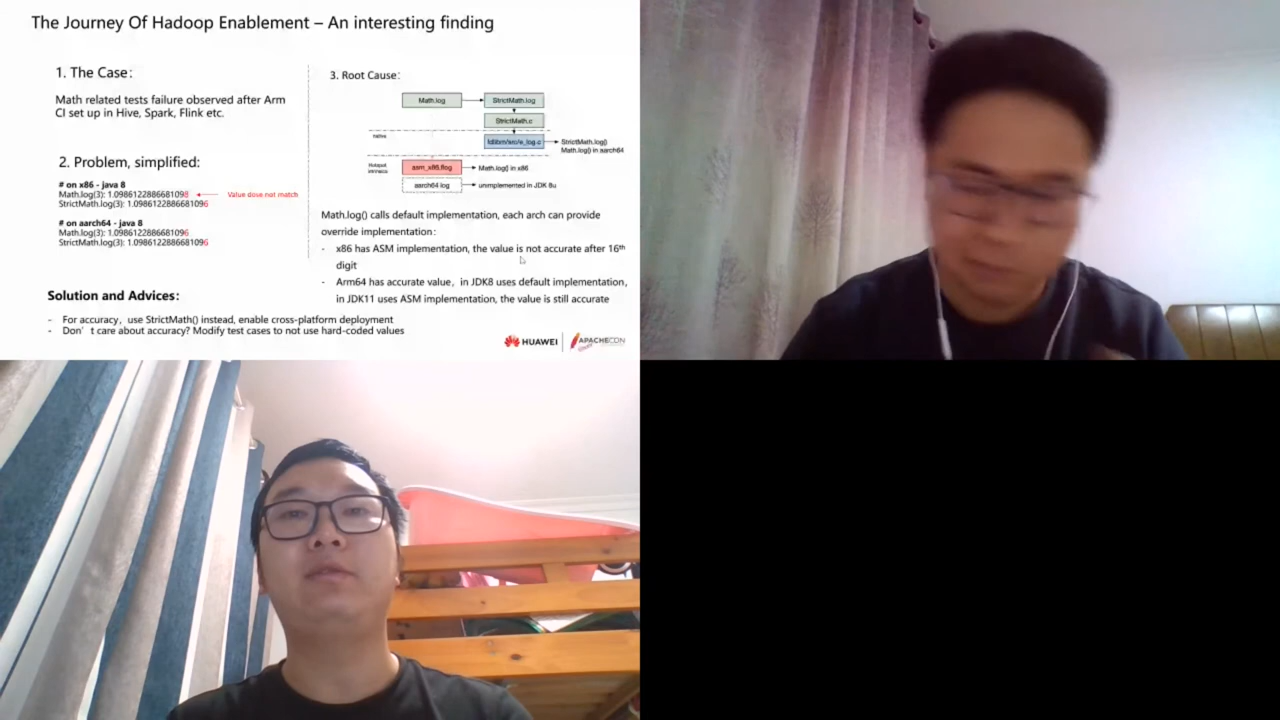 The Journey Of Hadoop Enablement – An interesting finding
1. The Case:
Math related tests failure observed after Arm
CI set up in Hive, Spark, Flink etc.
2. Problem, simplified:
# on x86 - java 8
Math.log(3): 1.0986122886681098
Value dose not match
StrictMath.log(3): 1.0986122886681096
# on aarch64 - java 8
Math.log(3): 1.0986122886681096
StrictMath.log(3): 1.0986122886681096
3. Root Cause:
Math.log
StrictMath.log
StrictMath.c
native
fdlibm/src/e_log.c
StrictMath.log()
Math.log() in aarch64
Hotspot
intrinsics
asm_x86.flog
Math.log() in x86
aarch64 log
unimplemented in JDK 8u
Math.log() calls default implementation, each arch can provide
override implementation:
- x86 has ASM implementation, the value is not accurate after 16th
digit
- Arm64 has accurate value, in JDK8 uses default implementation,
in JDK11 uses ASM implementation, the value is still accurate
Solution and Advices:
- For accuracy, use StrictMath() instead, enable cross-platform deployment
- Don't care about accuracy? Modify test cases to not use hard-coded values
HUAWEI
APACHECON